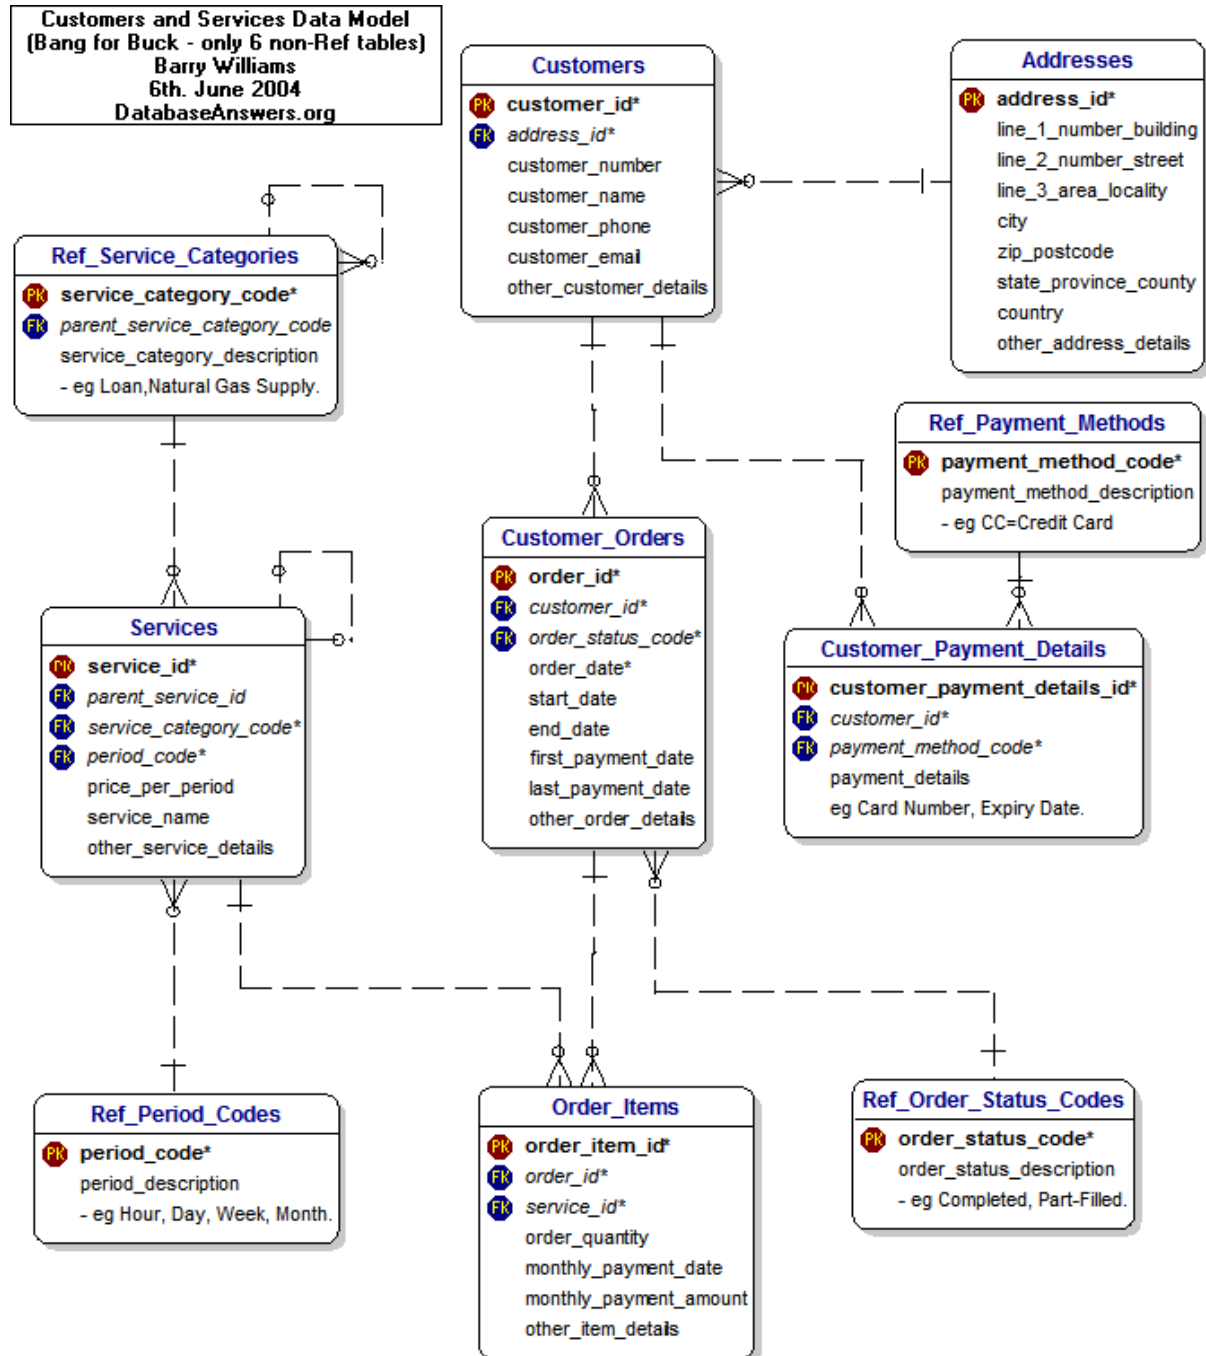 Customers and Services Data Model
(Bang for Buck - only 6 non-Ref tables)
Barry Williams
6th. June 2004
DatabaseAnswers.org
Customers
PK customer_id*
FK address_id*
customer_number
customer_name
customer_phone
customer_email
other_customer_details
Addresses
PK address_id*
line_1_number_building
line_2_number_street
line_3_area_locality
city
zip_postcode
state_province_county
country
other_address_details
Ref_Service_Categories
PK service_category_code*
FK parent_service_category_code
service_category_description
- eg Loan,Natural Gas Supply.
Ref_Payment_Methods
PK payment_method_code*
payment_method_description
- eg CC=Credit Card
Customer_Orders
PK order_id*
FK customer_id*
FK order_status_code*
order_date*
start_date
end_date
first_payment_date
last_payment_date
other_order_details
Services
PK service_id*
FK parent_service_id
FK service_category_code*
FK period_code*
price_per_period
service_name
other_service_details
Customer_Payment_Details
PK customer_payment_details_id*
FK customer_id*
FK payment_method_code*
payment_details
eg Card Number, Expiry Date.
Ref_Period_Codes
PK period_code*
period_description
- eg Hour, Day, Week, Month.
Order_Items
PK order_item_id*
FK order_id*
FK service_id*
order_quantity
monthly_payment_date
monthly_payment_amount
other_item_details
Ref_Order_Status_Codes
PK order_status_code*
order_status_description
- eg Completed, Part-Filled.